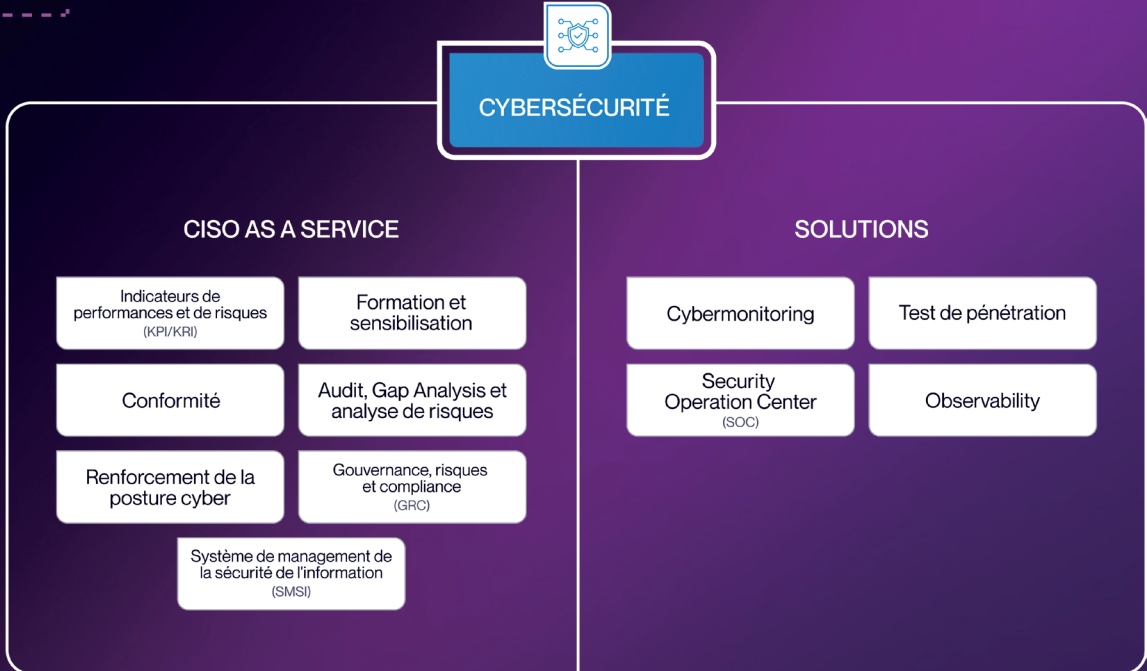 CYBERSÉCURITÉ
CISO AS A SERVICE
Indicateurs de
performances et de risques
(KPI/KRI)
Formation et
sensibilisation
Conformité
Audit, Gap Analysis et
analyse de risques
Renforcement de la
posture cyber
Gouvernance, risques
et compliance
(GRC)
Système de management de
la sécurité de l'information
(SMSI)
SOLUTIONS
Cybermonitoring
Test de pénétration
Security
Operation Center
(SOC)
Observability